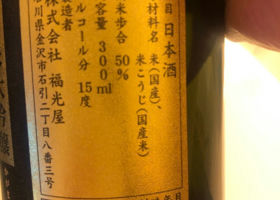 目 日本酒
材料名 米(国産)、
米こうじ(国産米)
米歩合 50%
容量 300ml
ルコール分 15度
造者
株式会社 福光屋
川県金沢市石引二丁目八番三号